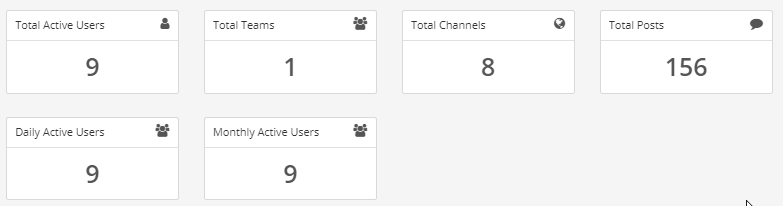 Total Active Users
9
Total Teams
1
Total Channels
8
Total Posts
156
Daily Active Users
9
Monthly Active Users
9